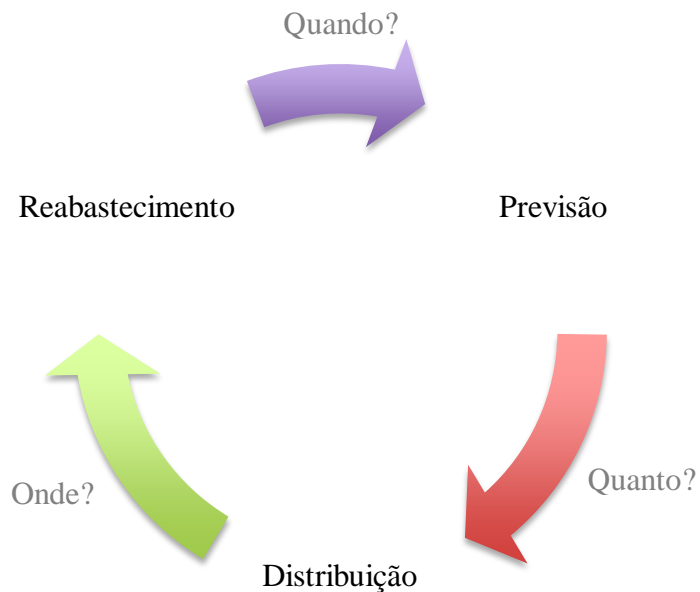 Quando?
Reabastecimento
Previsão
Onde?
Quanto?
Distribuição